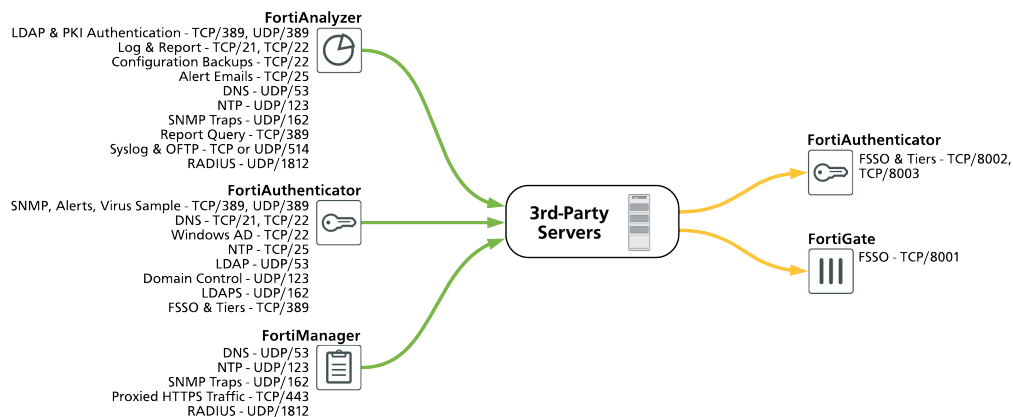 FortiAnalyzer
LDAP & PKI Authentication - TCP/389, UDP/389
Log & Report - TCP/21, TCP/22
Configuration Backups - TCP/22
Alert Emails - TCP/25
DNS - UDP/53
NTP - UDP/123
SNMP Traps - UDP/162
Report Query - TCP/389
Syslog & OFTP - TCP or UDP/514
RADIUS - UDP/1812
FortiAuthenticator
SNMP, Alerts, Virus Sample - TCP/389, UDP/389
DNS - TCP/21, TCP/22
Windows AD - TCP/22
NTP - TCP/25
LDAP - UDP/53
Domain Control - UDP/123
LDAPS - UDP/162
FSSO & Tiers - TCP/389
FortiManager
DNS - UDP/53
NTP - UDP/123
SNMP Traps - UDP/162
Proxied HTTPS Traffic - TCP/443
RADIUS - UDP/1812
3rd-Party
Servers
FortiAuthenticator
FSSO & Tiers - TCP/8002,
TCP/8003
FortiGate
FSSO - TCP/8001